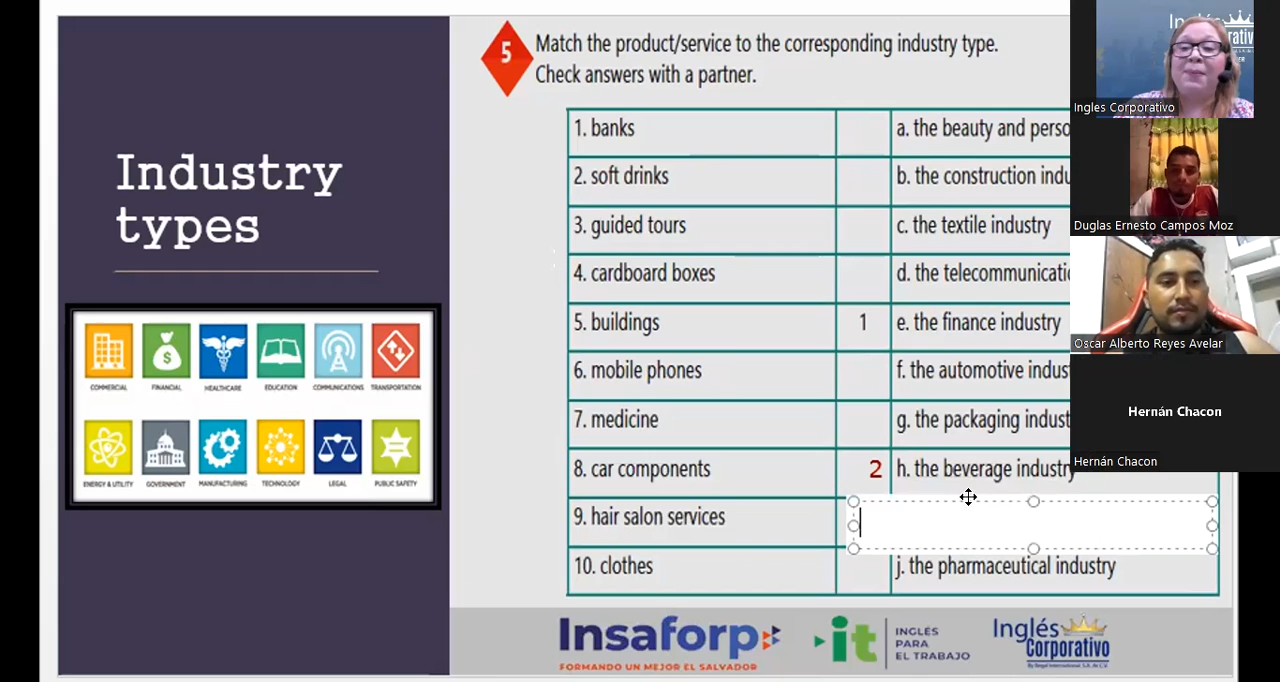 Industry
types
COMMERCIAL FINANCIAL HEALTHCARE EDUCATION COMMUNICATIONS TRANSPORTATION
ENERGY & UTILITY GOVERNMENT MANUFACTURING TECHNOLOGY LEGAL PUBLIC SAFETY
5
Match the product/service to the corresponding industry type.
Check answers with a partner.
1. banks a. the beauty and perso
2. soft drinks b. the construction indu
3. guided tours c. the textile industry
4. cardboard boxes d. the telecommunicati
5. buildings 1 e. the finance industry
6. mobile phones f. the automotive indust
7. medicine g. the packaging indust
8. car components 2 h. the beverage industry
9. hair salon services
10. clothes j. the pharmaceutical industry
Insaforp
FORMANDO UN MEJOR EL SALVADOR
it
INGLÉS
PARA
EL TRABAJO
Inglés
Corporativo
Ingles Corporativo
Duglas Ernesto Campos Moz
Oscar Alberto Reyes Avelar
Hernán Chacon
Hernán Chacon